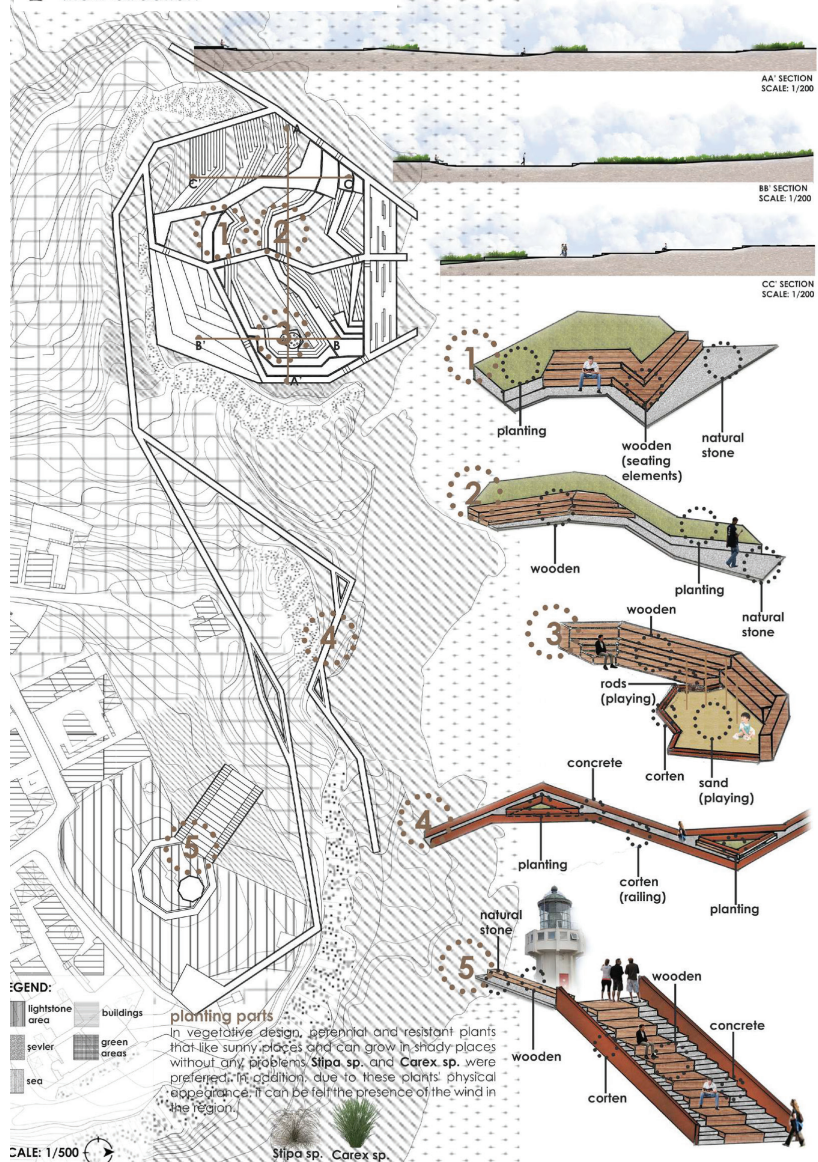 AA' SECTION
SCALE: 1/200
BB' SECTION
SCALE: 1/200
CC' SECTION
SCALE: 1/200
A
C'
C
1
2
3
B'
B
A'
4
5
1
planting
wooden
(seating
elements)
natural
stone
2
wooden
planting
natural
stone
3
wooden
rods
(playing)
corten
sand
(playing)
4
concrete
planting
corten
(railing)
planting
5
natural
stone
wooden
wooden
concrete
corten
EGEND:
lightstone
area
buildings
şevler
green
areas
sea
planting parts
In vegetative design, perennial and resistant plants
that like sunny places and can grow in shady places
without any problems Stipa sp. and Carex sp. were
preferred. In addition, due to these plants' physical
appearance, it can be felt the presence of the wind in
the region.
Stipa sp. Carex sp.
CALE: 1/500